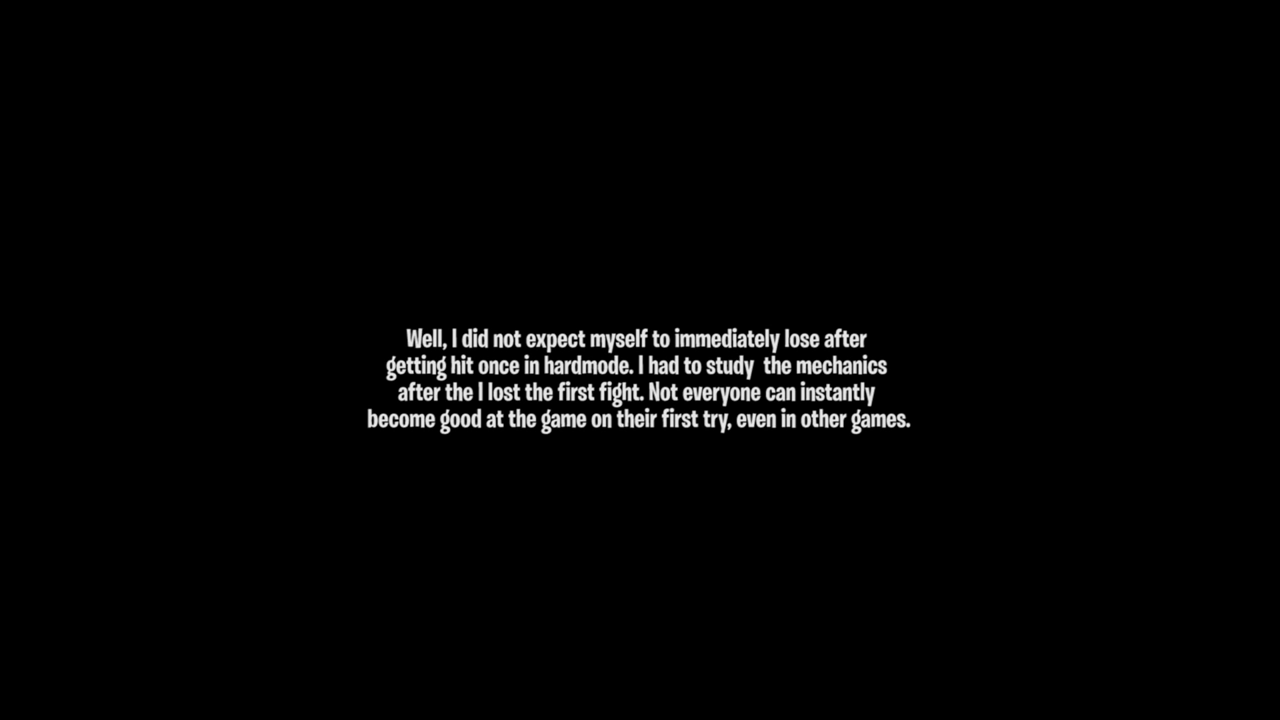 Well, I did not expect myself to immediately lose after
getting hit once in hardmode. I had to study  the mechanics
after the I lost the first fight. Not everyone can instantly
become good at the game on their first try, even in other games.